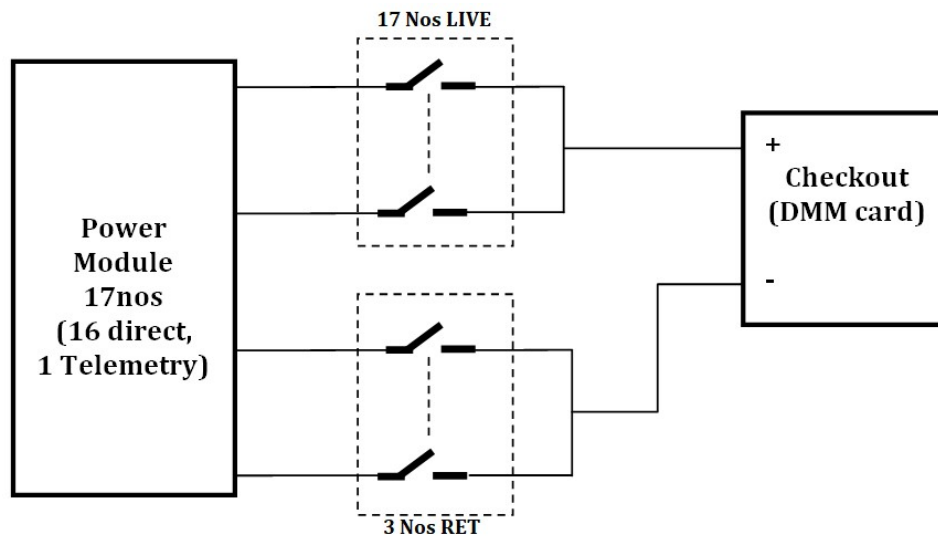 17 Nos LIVE
Power
Module
17nos
(16 direct,
1 Telemetry)
+
Checkout
(DMM card)
-
3 Nos RET